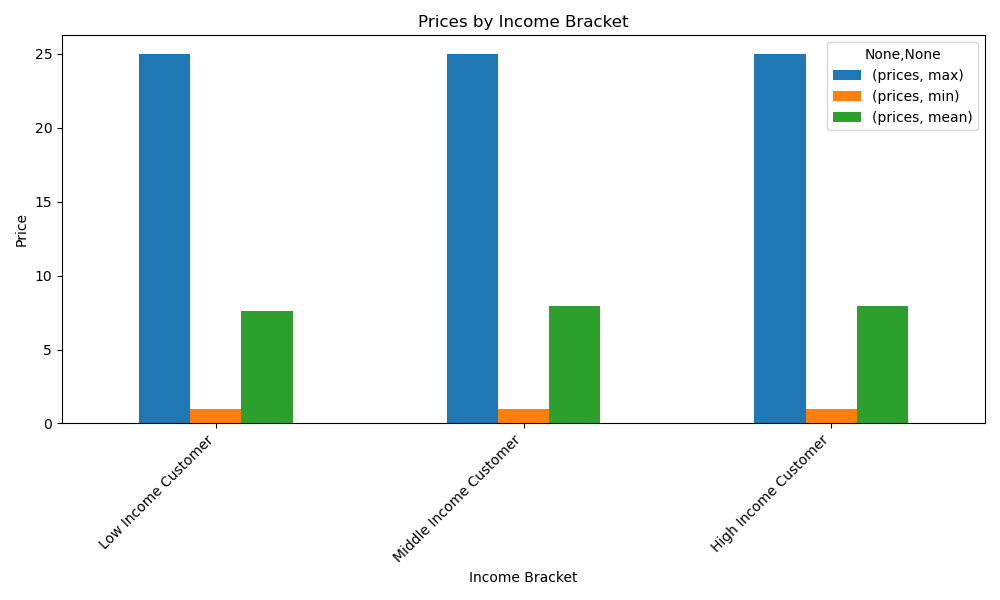 Prices by Income Bracket
None,None
(prices, max)
(prices, min)
(prices, mean)
Price
25
20
15
10
5
0
Low Income Customer
Middle Income Customer
High Income Customer
Income Bracket